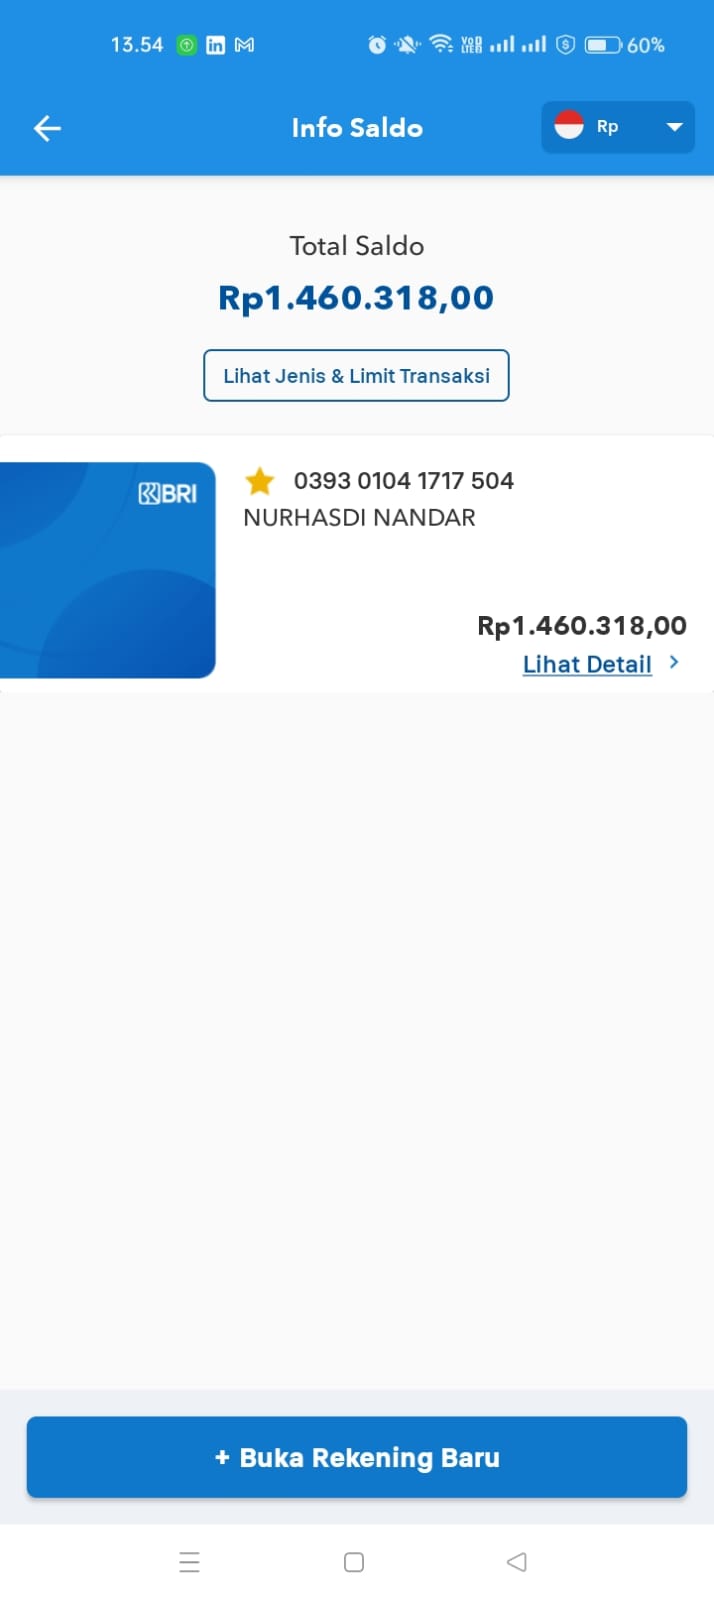 13.54 60%
Info Saldo
Rp
Total Saldo
Rp1.460.318,00
Lihat Jenis & Limit Transaksi
BRI
0393 0104 1717 504
NURHASDI NANDAR
Rp1.460.318,00
Lihat Detail
+ Buka Rekening Baru